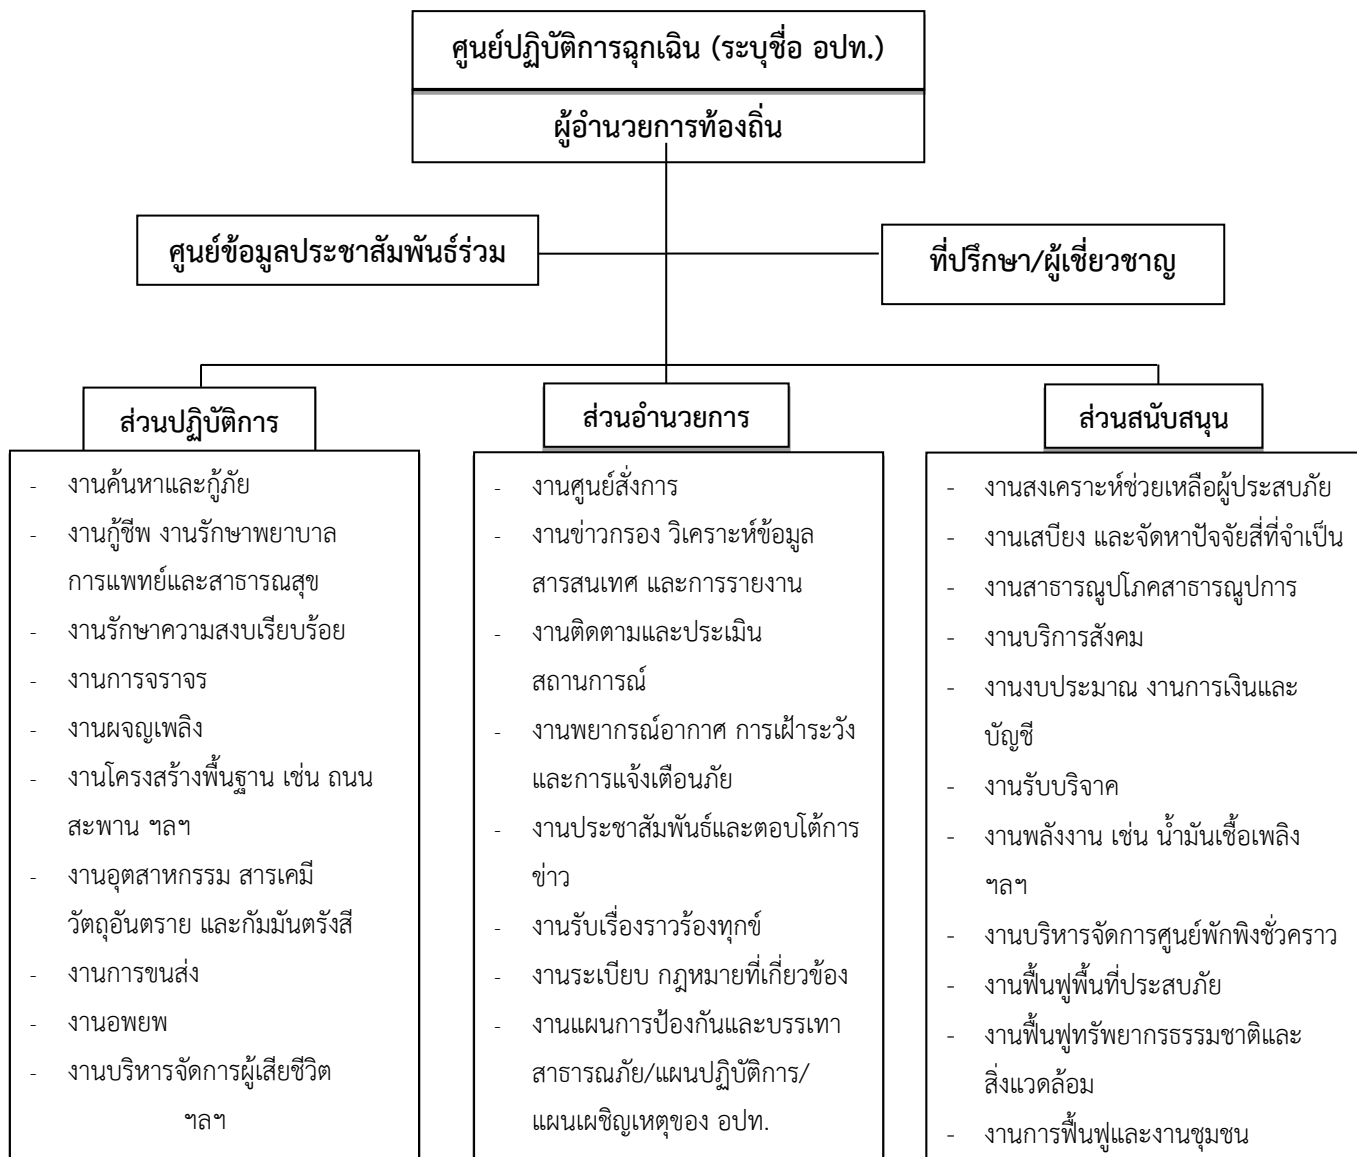 ศูนย์ปฏิบัติการฉุกเฉิน (ระบุชื่อ อปท.)
ผู้อำนวยการท้องถิ่น
ศูนย์ข้อมูลประชาสัมพันธ์ร่วม
ที่ปรึกษา/ผู้เชี่ยวชาญ
ส่วนปฏิบัติการ
- งานค้นหาและกู้ภัย
- งานกู้ชีพ งานรักษาพยาบาล
การแพทย์และสาธารณสุข
- งานรักษาความสงบเรียบร้อย
- งานการจราจร
- งานผจญเพลิง
- งานโครงสร้างพื้นฐาน เช่น ถนน
สะพาน ฯลฯ
- งานอุตสาหกรรม สารเคมี
วัตถุอันตราย และกัมมันตรังสี
- งานการขนส่ง
- งานอพยพ
- งานบริหารจัดการผู้เสียชีวิต
ฯลฯ
ส่วนอำนวยการ
- งานศูนย์สั่งการ
- งานข่าวกรอง วิเคราะห์ข้อมูล
สารสนเทศ และการรายงาน
- งานติดตามและประเมิน
สถานการณ์
- งานพยากรณ์อากาศ การเฝ้าระวัง
และการแจ้งเตือนภัย
- งานประชาสัมพันธ์และตอบโต้การ
ข่าว
- งานรับเรื่องราวร้องทุกข์
- งานระเบียบ กฎหมายที่เกี่ยวข้อง
- งานแผนการป้องกันและบรรเทา
สาธารณภัย/แผนปฏิบัติการ/
แผนเผชิญเหตุของ อปท.
ส่วนสนับสนุน
- งานสงเคราะห์ช่วยเหลือผู้ประสบภัย
- งานเสบียง และจัดหาปัจจัยสี่ที่จำเป็น
- งานสาธารณูปโภคสาธารณูปการ
- งานบริการสังคม
- งานงบประมาณ งานการเงินและ
บัญชี
- งานรับบริจาค
- งานพลังงาน เช่น น้ำมันเชื้อเพลิง
ฯลฯ
- งานบริหารจัดการศูนย์พักพิงชั่วคราว
- งานฟื้นฟูพื้นที่ประสบภัย
- งานฟื้นฟูทรัพยากรธรรมชาติและ
สิ่งแวดล้อม
- งานการฟื้นฟูและงานชุมชน